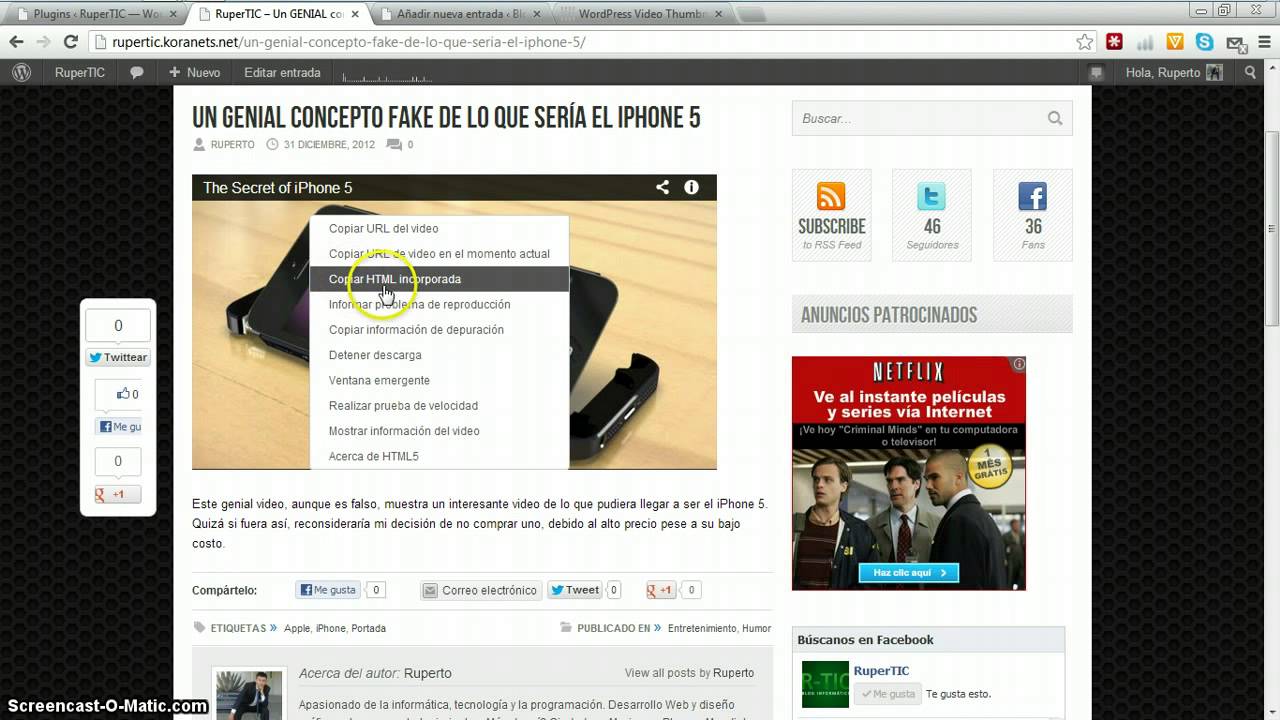 Plugins ‹ RuperTIC — Wo
RuperTIC – Un GENIAL co
Añadir nueva entrada ‹ Bl
WordPress Video Thumb
rupertic.koranets.net/un-genial-concepto-fake-de-lo-que-seria-el-iphone-5/
RuperTIC
Nuevo
Editar entrada
Hola, Ruperto
UN GENIAL CONCEPTO FAKE DE LO QUE SERÍA EL IPHONE 5
RUPERTO 31 DICIEMBRE, 2012 0
The Secret of iPhone 5
Copiar URL del video
Copiar URL de video en el momento actual
Copiar HTML incorporada
Informar problema de reproducción
Copiar información de depuración
Detener descarga
Ventana emergente
Realizar prueba de velocidad
Mostrar información del video
Acerca de HTML5
0
Twittear
0
Me gu
0
+1
Este genial video, aunque es falso, muestra un interesante video de lo que pudiera llegar a ser el iPhone 5.
Quizá si fuera así, reconsideraría mi decisión de no comprar uno, debido al alto precio pese a su bajo
costo.
Compártelo:
Me gusta 0
Correo electrónico
Tweet 0
+1 0
ETIQUETAS » Apple, iPhone, Portada
PUBLICADO EN » Entretenimiento, Humor
Acerca del autor: Ruperto
View all posts by Ruperto
Apasionado de la informática, tecnología y la programación. Desarrollo Web y diseño
Buscar...
SUBSCRIBE
to RSS Feed
46
Seguidores
36
Fans
ANUNCIOS PATROCINADOS
NETFLIX
Ve al instante películas
y series vía Internet
¡Ve hoy "Criminal Minds" en tu computadora
o televisor!
1
MES
GRATIS
Haz clic aquí
Búscanos en Facebook
RuperTIC
Me gusta
Te gusta esto.
Screencast-O-Matic.com